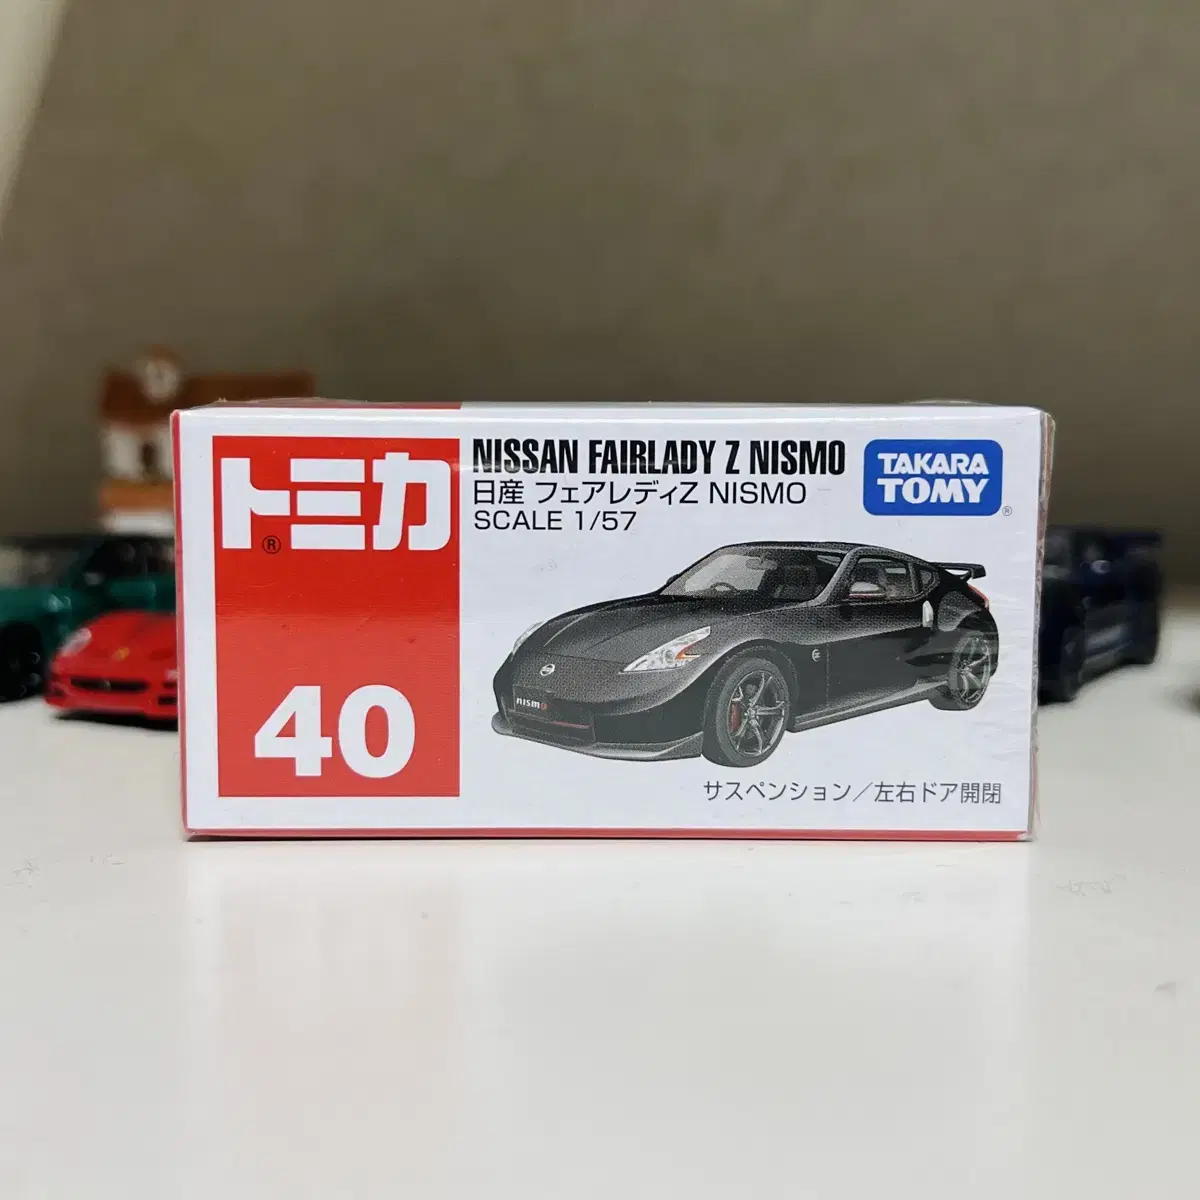 トミカ
®
40
NISSAN FAIRLADY Z NISMO
日産 フェアレディZ NISMO
SCALE 1/57
TAKARA
TOMY
®
nismo
サスペンション／左右ドア開閉